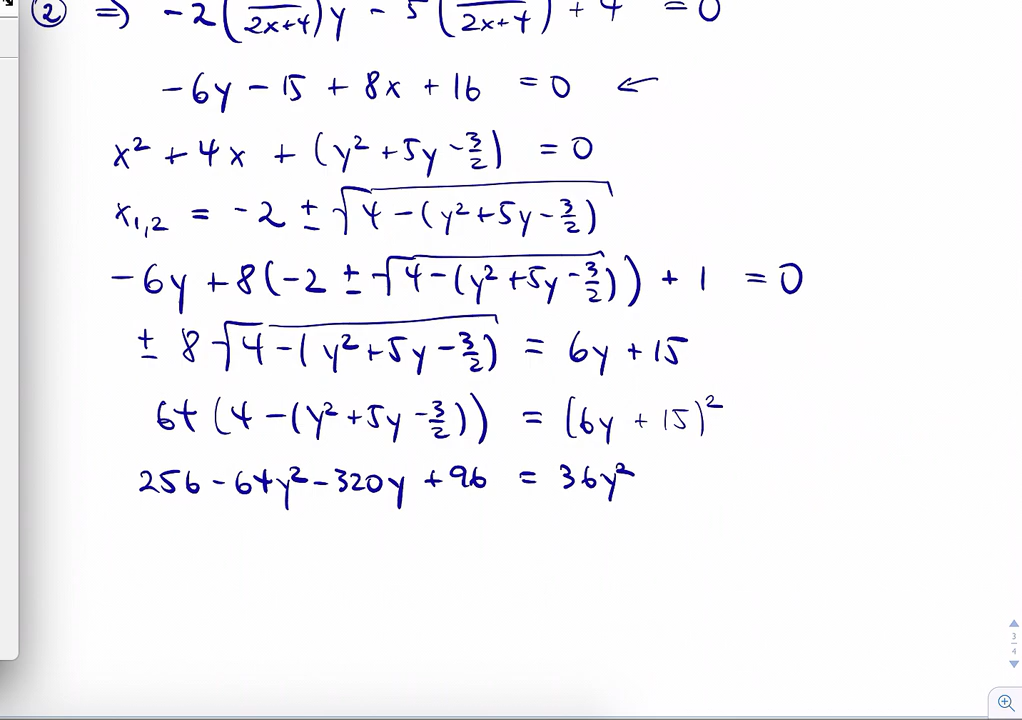 ② ⇒ -2(/2x+4)y - 5(/2x+4) + 4 = 0
-6y - 15 + 8x + 16 = 0 ←
x² + 4x + (y² + 5y - 3/2) = 0
x₁,₂ = -2 ± √(4 - (y² + 5y - 3/2))
-6y + 8(-2 ± √(4 - (y² + 5y - 3/2))) + 1 = 0
± 8√(4 - (y² + 5y - 3/2)) = 6y + 15
64 (4 - (y² + 5y - 3/2)) = (6y + 15)²
256 - 64y² - 320y + 96 = 36y²
3
4